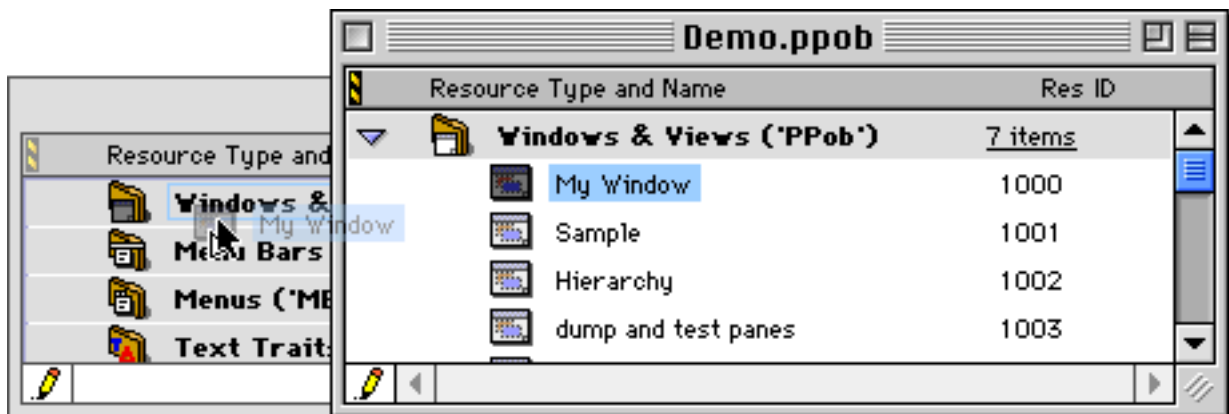 Demo.ppob
Resource Type and Name Res ID
Windows & Views ('PPob') 7 items
My Window 1000
Sample 1001
Hierarchy 1002
dump and test panes 1003
Resource Type and
Windows &
My Window
Menu Bars
Menus ('ME
Text Traits